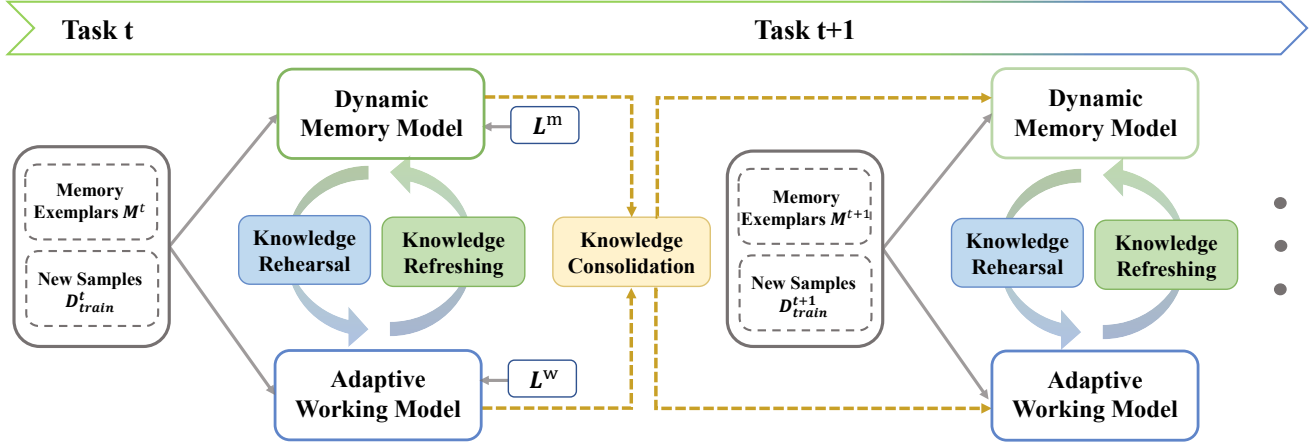 Task t
Task t+1
Dynamic
Memory Model
L^m
Memory
Exemplars M^t
New Samples
D^t_train
Knowledge
Rehearsal
Knowledge
Refreshing
Adaptive
Working Model
L^w
Knowledge
Consolidation
Memory
Exemplars M^{t+1}
New Samples
D^{t+1}_train
Dynamic
Memory Model
Knowledge
Rehearsal
Knowledge
Refreshing
Adaptive
Working Model